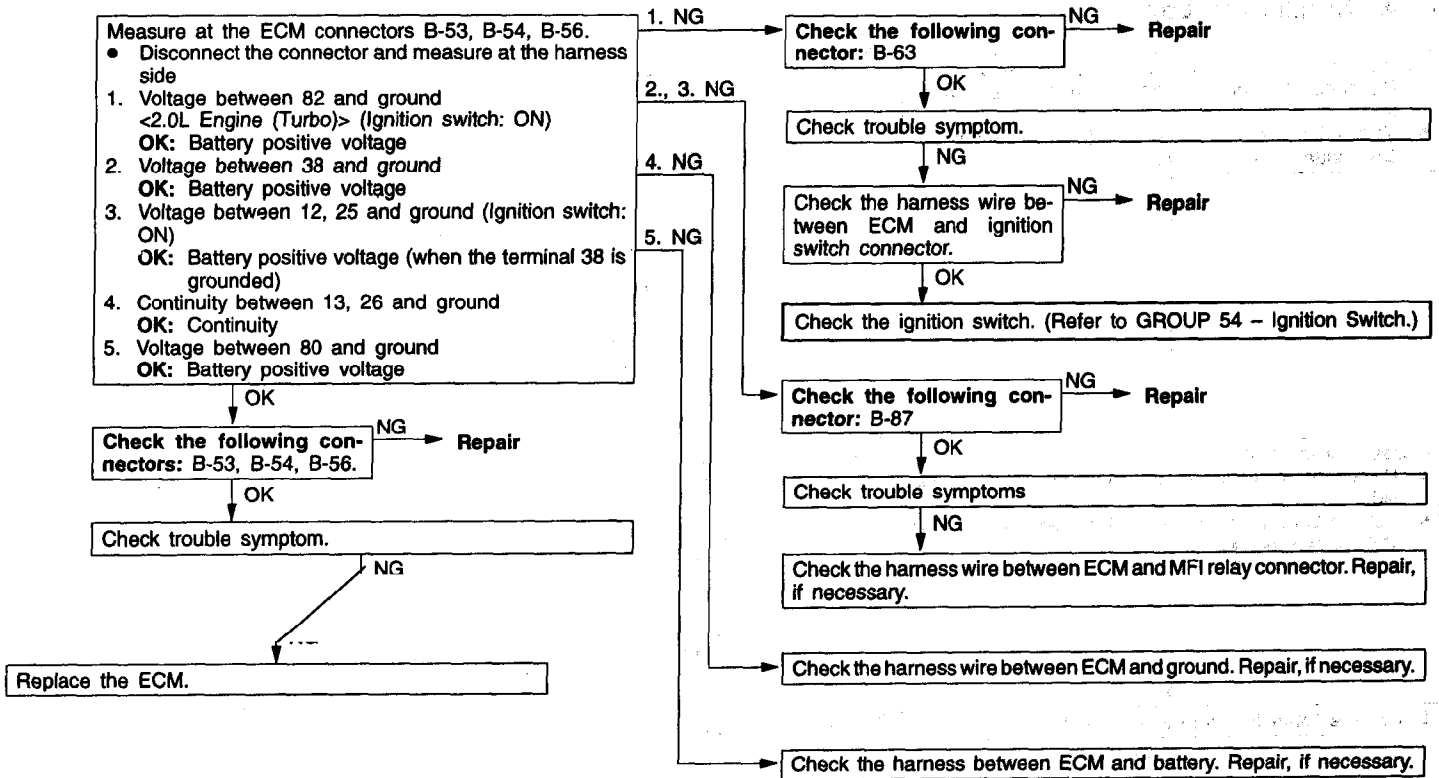 Measure at the ECM connectors B-53, B-54, B-56.
● Disconnect the connector and measure at the harness
side
1. Voltage between 82 and ground
<2.0L Engine (Turbo)> (Ignition switch: ON)
OK: Battery positive voltage
2. Voltage between 38 and ground
OK: Battery positive voltage
3. Voltage between 12, 25 and ground (Ignition switch:
ON)
OK: Battery positive voltage (when the terminal 38 is
grounded)
4. Continuity between 13, 26 and ground
OK: Continuity
5. Voltage between 80 and ground
OK: Battery positive voltage
OK
Check the following con-
nectors: B-53, B-54, B-56.
NG
Repair
OK
Check trouble symptom.
NG
Replace the ECM.
1. NG
Check the following con-
nector: B-63
NG
Repair
OK
Check trouble symptom.
NG
Check the harness wire be-
tween ECM and ignition
switch connector.
NG
Repair
OK
Check the ignition switch. (Refer to GROUP 54 – Ignition Switch.)
2., 3. NG
Check the following con-
nector: B-87
NG
Repair
OK
Check trouble symptoms
NG
Check the harness wire between ECM and MFI relay connector. Repair,
if necessary.
4. NG
Check the harness wire between ECM and ground. Repair, if necessary.
5. NG
Check the harness between ECM and battery. Repair, if necessary.